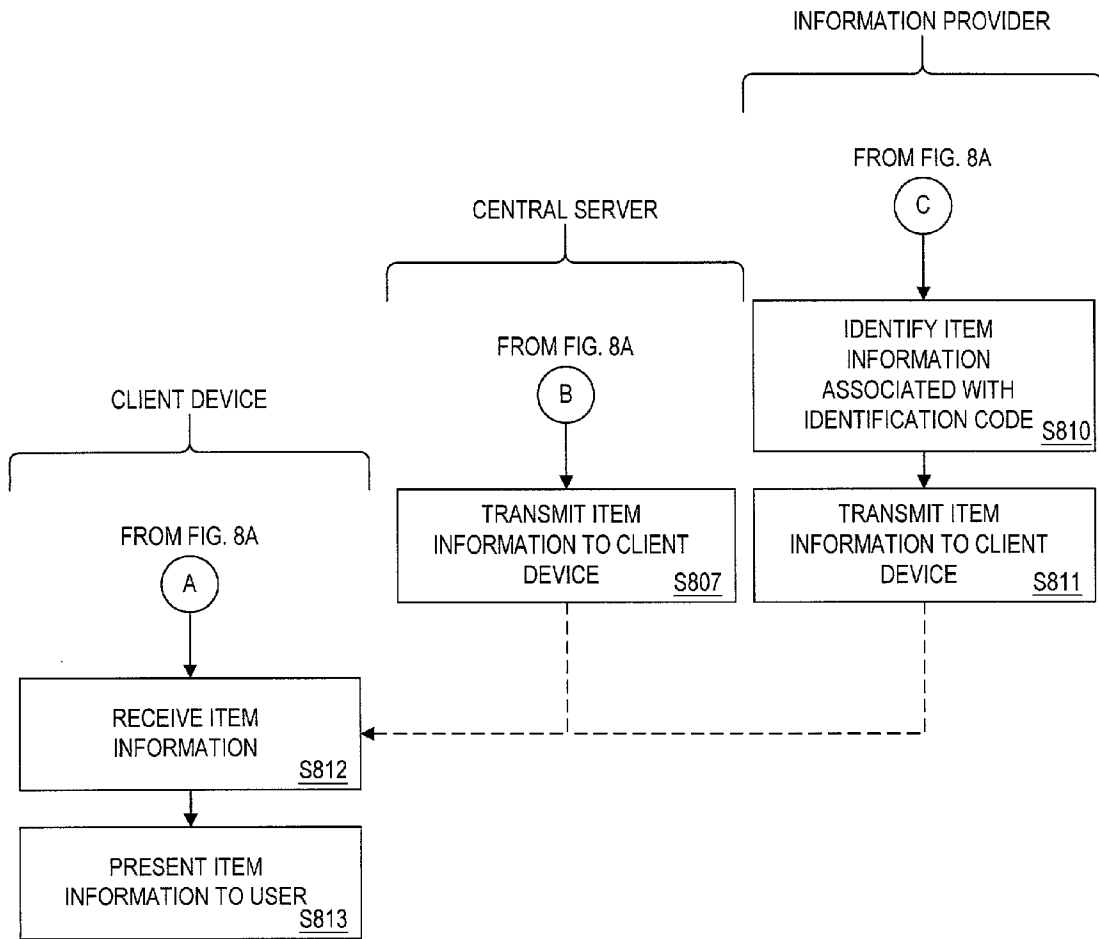 INFORMATION PROVIDER
FROM FIG. 8A
C
CENTRAL SERVER
IDENTIFY ITEM
INFORMATION
ASSOCIATED WITH
IDENTIFICATION CODE
S810
FROM FIG. 8A
B
CLIENT DEVICE
TRANSMIT ITEM
INFORMATION TO CLIENT
DEVICE
S807
TRANSMIT ITEM
INFORMATION TO CLIENT
DEVICE
S811
FROM FIG. 8A
A
RECEIVE ITEM
INFORMATION
S812
PRESENT ITEM
INFORMATION TO USER
S813